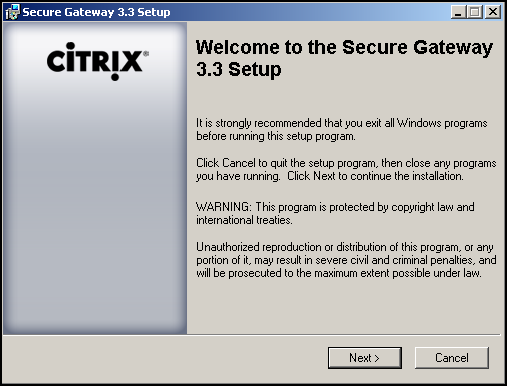 Secure Gateway 3.3 Setup
CITRIX®
Welcome to the Secure Gateway
3.3 Setup
It is strongly recommended that you exit all Windows programs
before running this setup program.
Click Cancel to quit the setup program, then close any programs
you have running.  Click Next to continue the installation.
WARNING: This program is protected by copyright law and
international treaties.
Unauthorized reproduction or distribution of this program, or any
portion of it, may result in severe civil and criminal penalties, and
will be prosecuted to the maximum extent possible under law.
Next >
Cancel